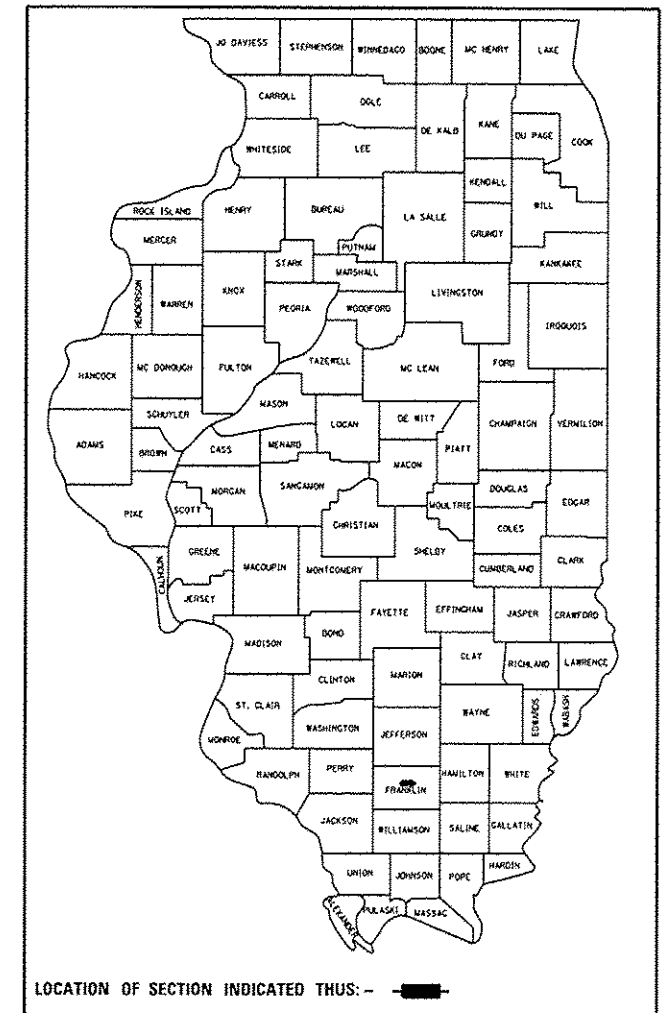 JO DAVIESS STEPHENSON WINNEBAGO BOONE MC HENRY LAKE
CARROLL OGLE DE KALB KANE DU PAGE COOK
WHITESIDE LEE
KENDALL WILL
ROCK ISLAND HENRY BUREAU LA SALLE GRUNDY
MERCER PUTNAM
STARK MARSHALL KANKAKEE
HENDERSON WARREN KNOX PEORIA WOODFORD LIVINGSTON IROQUOIS
HANCOCK MC DONOUGH FULTON TAZEWELL MC LEAN FORD
SCHUYLER MASON LOGAN DE WITT CHAMPAIGN VERMILION
ADAMS BROWN CASS MENARD PIATT
MACON
PIKE SCOTT MORGAN SANGAMON MOULTRIE DOUGLAS EDGAR
CHRISTIAN COLES
CALHOUN GREENE MACOUPIN MONTGOMERY SHELBY CUMBERLAND CLARK
JERSEY FAYETTE EFFINGHAM JASPER CRAWFORD
MADISON BOND
CLAY RICHLAND LAWRENCE
CLINTON MARION
ST. CLAIR WAYNE EDWARDS WABASH
MONROE WASHINGTON JEFFERSON
RANDOLPH PERRY FRANKLIN HAMILTON WHITE
JACKSON WILLIAMSON SALINE GALLATIN
UNION JOHNSON POPE HARDIN
ALEXANDER PULASKI MASSAC
LOCATION OF SECTION INDICATED THUS: -